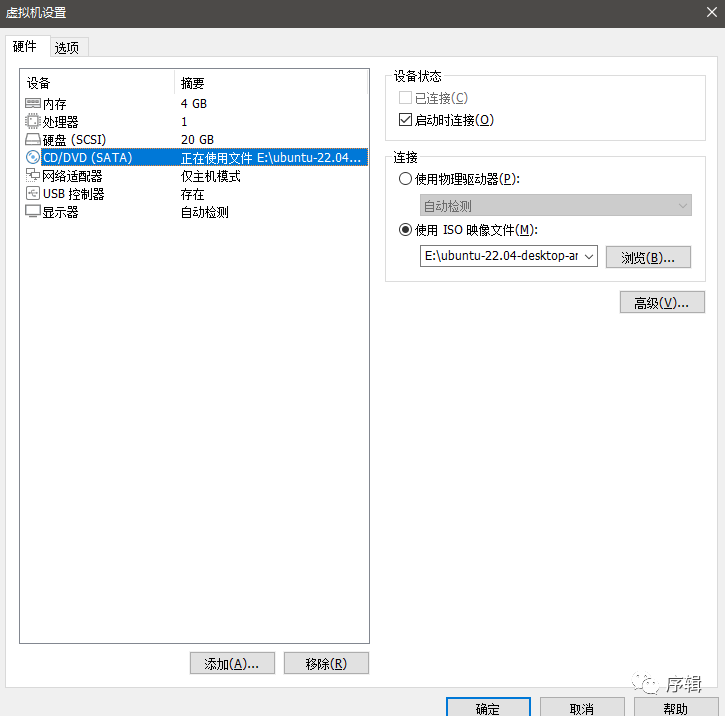 虚拟机设置
硬件 选项
设备 摘要
内存 4 GB
处理器 1
硬盘 (SCSI) 20 GB
CD/DVD (SATA) 正在使用文件 E:\ubuntu-22.04...
网络适配器 仅主机模式
USB 控制器 存在
显示器 自动检测
添加(A)... 移除(R)
设备状态
已连接(C)
启动时连接(O)
连接
使用物理驱动器(P):
自动检测
使用 ISO 映像文件(M):
E:\ubuntu-22.04-desktop-ar 浏览(B)...
高级(V)...
序辑
确定 取消 帮助